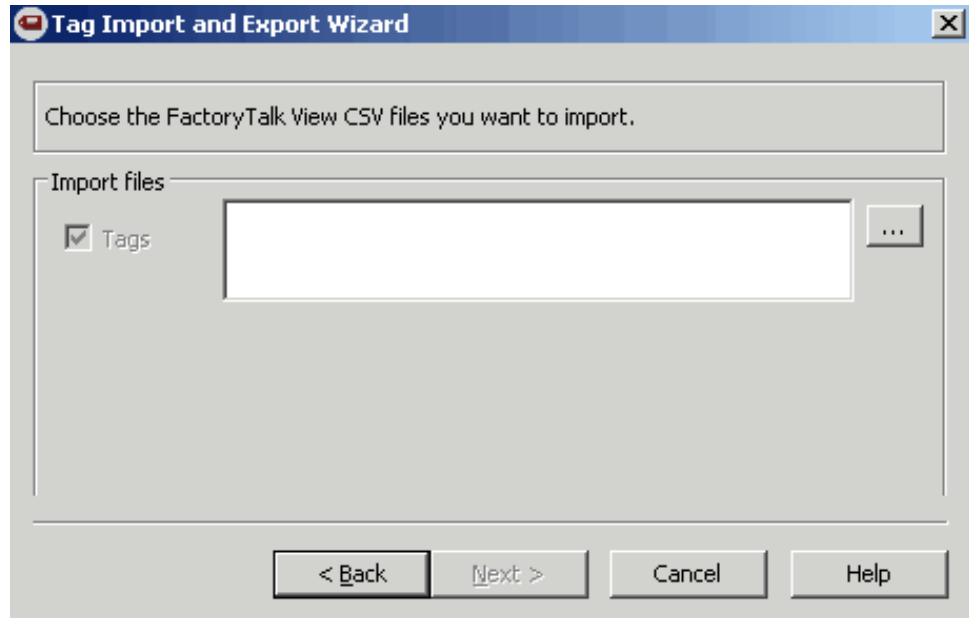 Tag Import and Export Wizard
Choose the FactoryTalk View CSV files you want to import.
Import files
Tags
...
< Back
Next >
Cancel
Help